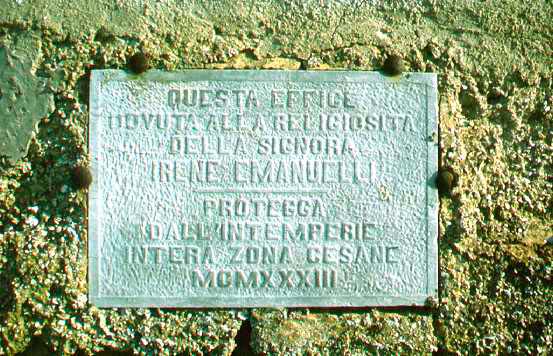 QUESTA EFFIGE
DOVUTA ALLA RELIGIOSITÀ
DELLA SIGNORA
IRENE EMANUELLI
PROTEGGA
DALL'INTEMPERIE
INTERA ZONA CESANE
MCMXXXIII